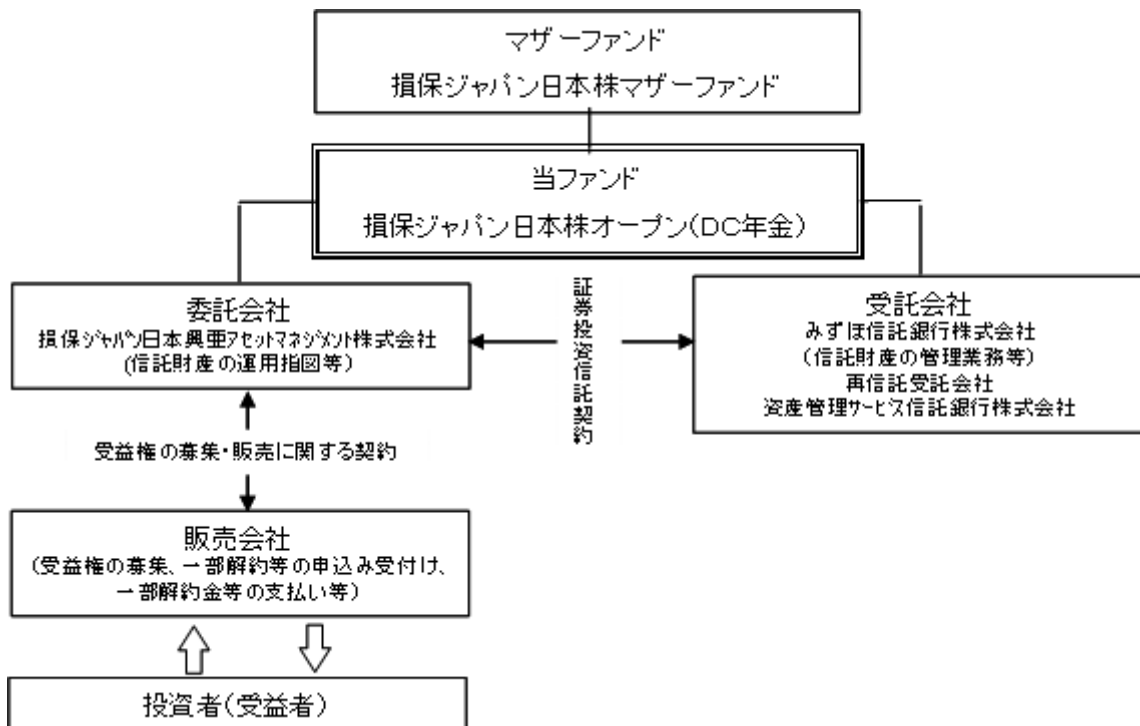 マザーファンド
損保ジャパン日本株マザーファンド
当ファンド
損保ジャパン日本株オープン(DC年金)
委託会社
損保ジャパン日本興亜アセットマネジメント株式会社
(信託財産の運用指図等)
証券投資信託契約
受託会社
みずほ信託銀行株式会社
(信託財産の管理業務等)
再信託受託会社
資産管理サービス信託銀行株式会社
受益権の募集・販売に関する契約
販売会社
(受益権の募集、一部解約等の申込み受付け、
一部解約金等の支払い等)
投資者(受益者)